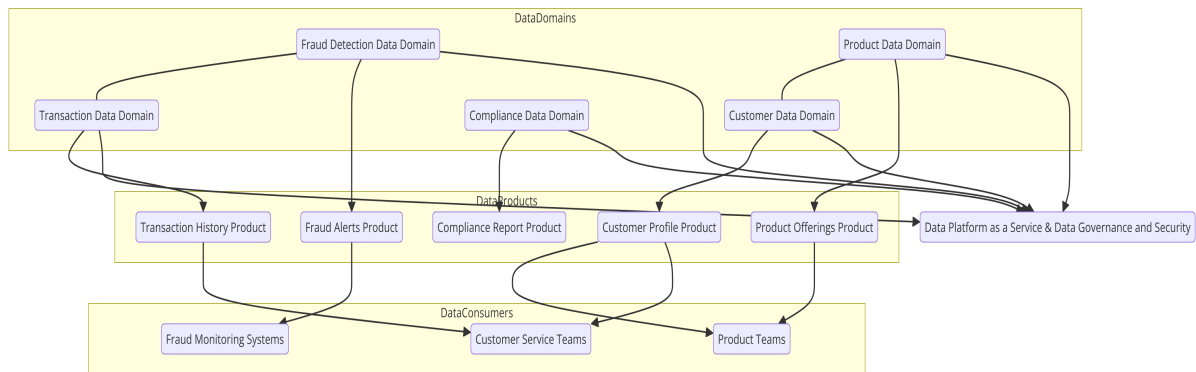 DataDomains
Fraud Detection Data Domain
Product Data Domain
Transaction Data Domain
Compliance Data Domain
Customer Data Domain
DataProducts
Transaction History Product
Fraud Alerts Product
Compliance Report Product
Customer Profile Product
Product Offerings Product
Data Platform as a Service & Data Governance and Security
DataConsumers
Fraud Monitoring Systems
Customer Service Teams
Product Teams